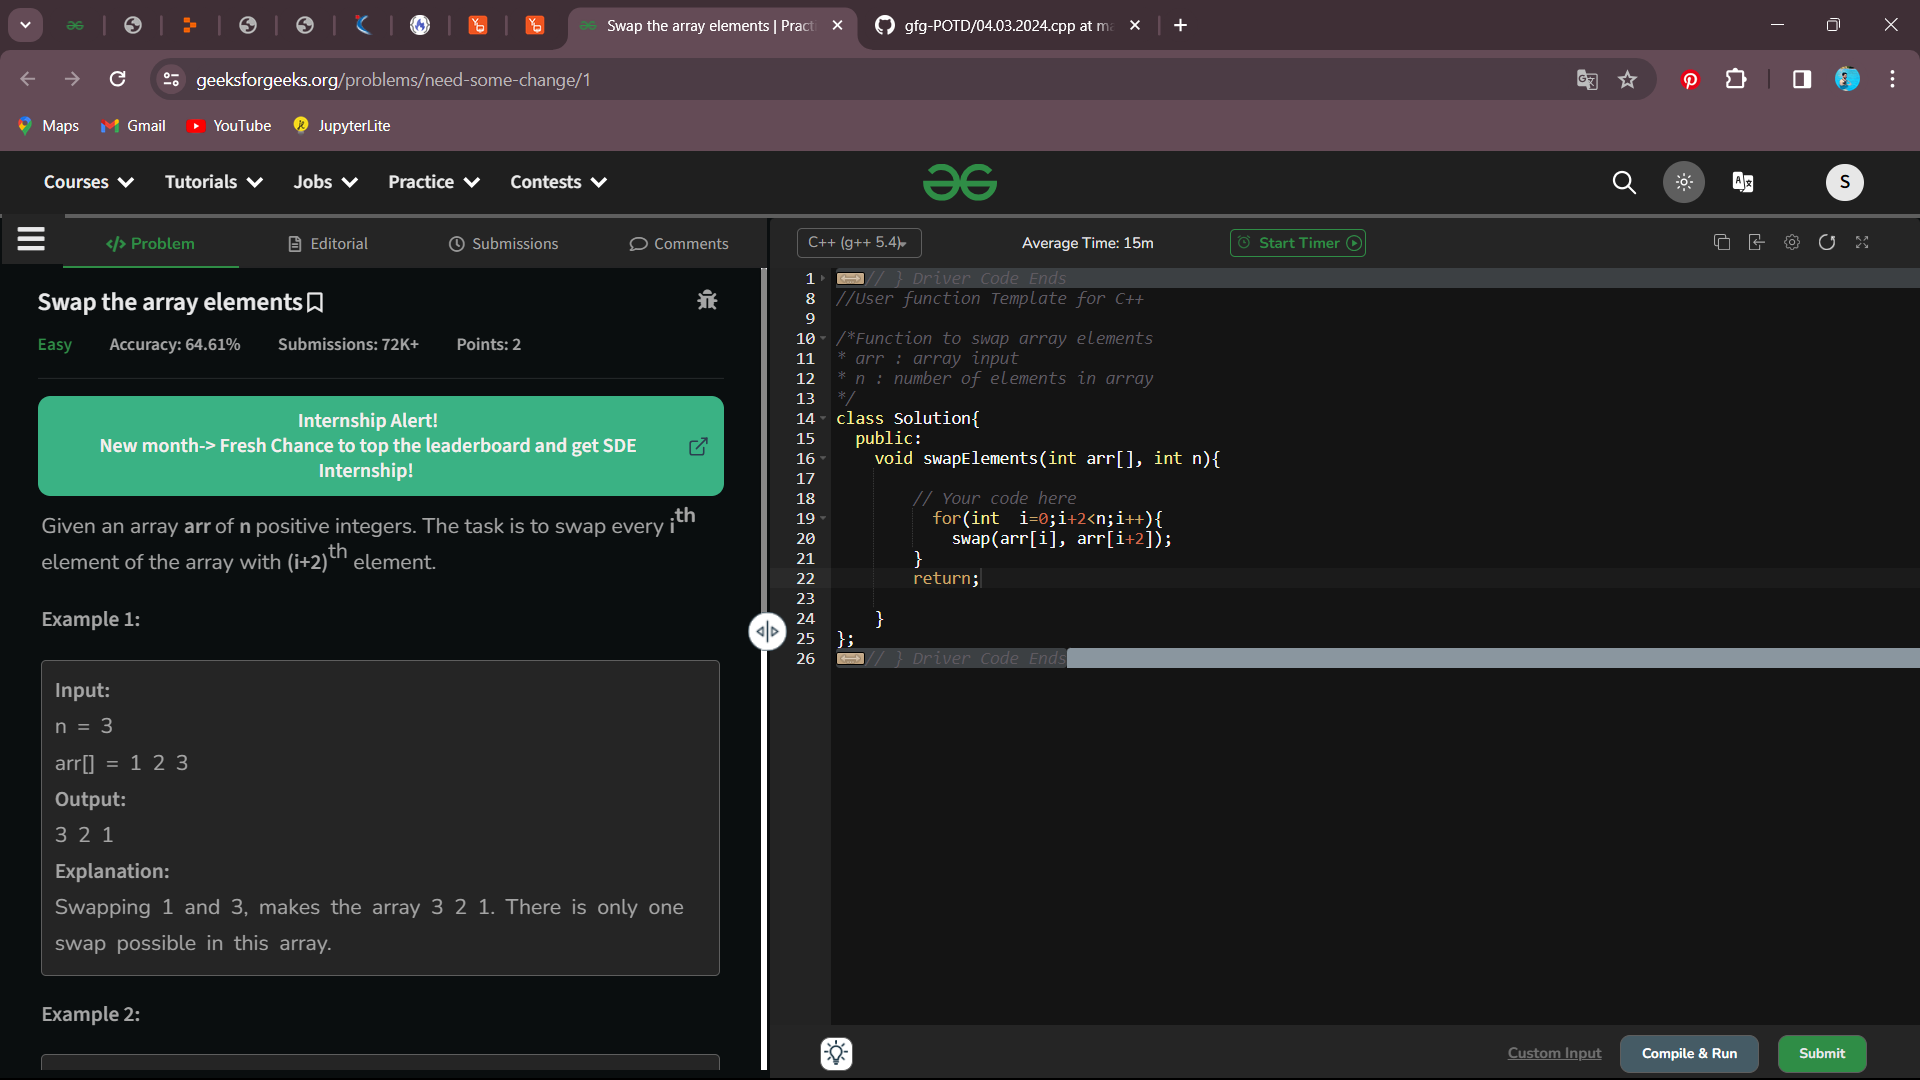 Swap the array elements | Pract
gfg-POTD/04.03.2024.cpp at ma
geeksforgeeks.org/problems/need-some-change/1
Maps
Gmail
YouTube
JupyterLite
Courses
Tutorials
Jobs
Practice
Contests
S
</> Problem
Editorial
Submissions
Comments
C++ (g++ 5.4)
Average Time: 15m
Start Timer
Swap the array elements
Easy Accuracy: 64.61% Submissions: 72K+ Points: 2
Internship Alert!
New month-> Fresh Chance to top the leaderboard and get SDE
Internship!
Given an array arr of n positive integers. The task is to swap every ith
element of the array with (i+2)th element.
Example 1:
Input:
n = 3
arr[] = 1 2 3
Output:
3 2 1
Explanation:
Swapping 1 and 3, makes the array 3 2 1. There is only one
swap possible in this array.
Example 2:
1 // } Driver Code Ends
8 //User function Template for C++
9
10 /*Function to swap array elements
11 * arr : array input
12 * n : number of elements in array
13 */
14 class Solution{
15 public:
16 void swapElements(int arr[], int n){
17
18 // Your code here
19 for(int  i=0;i+2<n;i++){
20 swap(arr[i], arr[i+2]);
21 }
22 return;
23
24 }
25 };
26 // } Driver Code Ends
Custom Input
Compile & Run
Submit